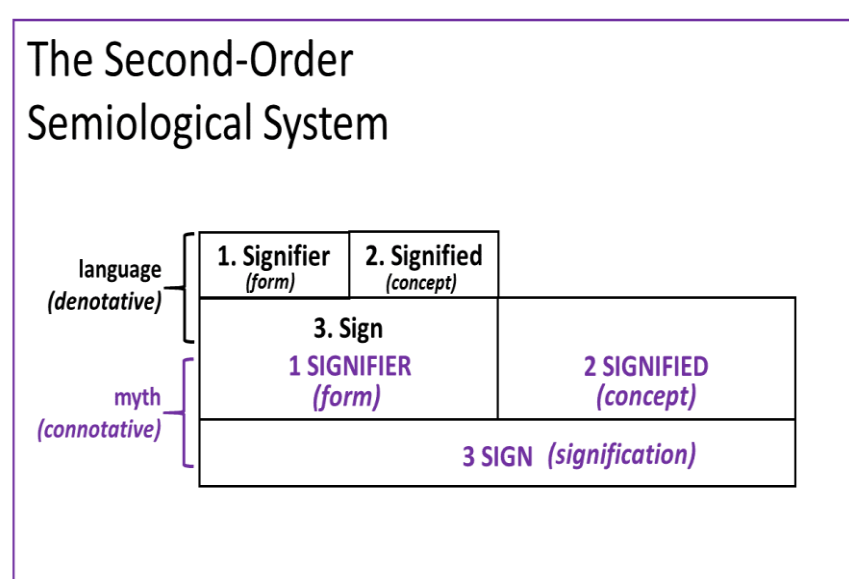 The Second-Order
Semiological System
language
(denotative)
1. Signifier
(form)
2. Signified
(concept)
3. Sign
myth
(connotative)
1 SIGNIFIER
(form)
2 SIGNIFIED
(concept)
3 SIGN (signification)